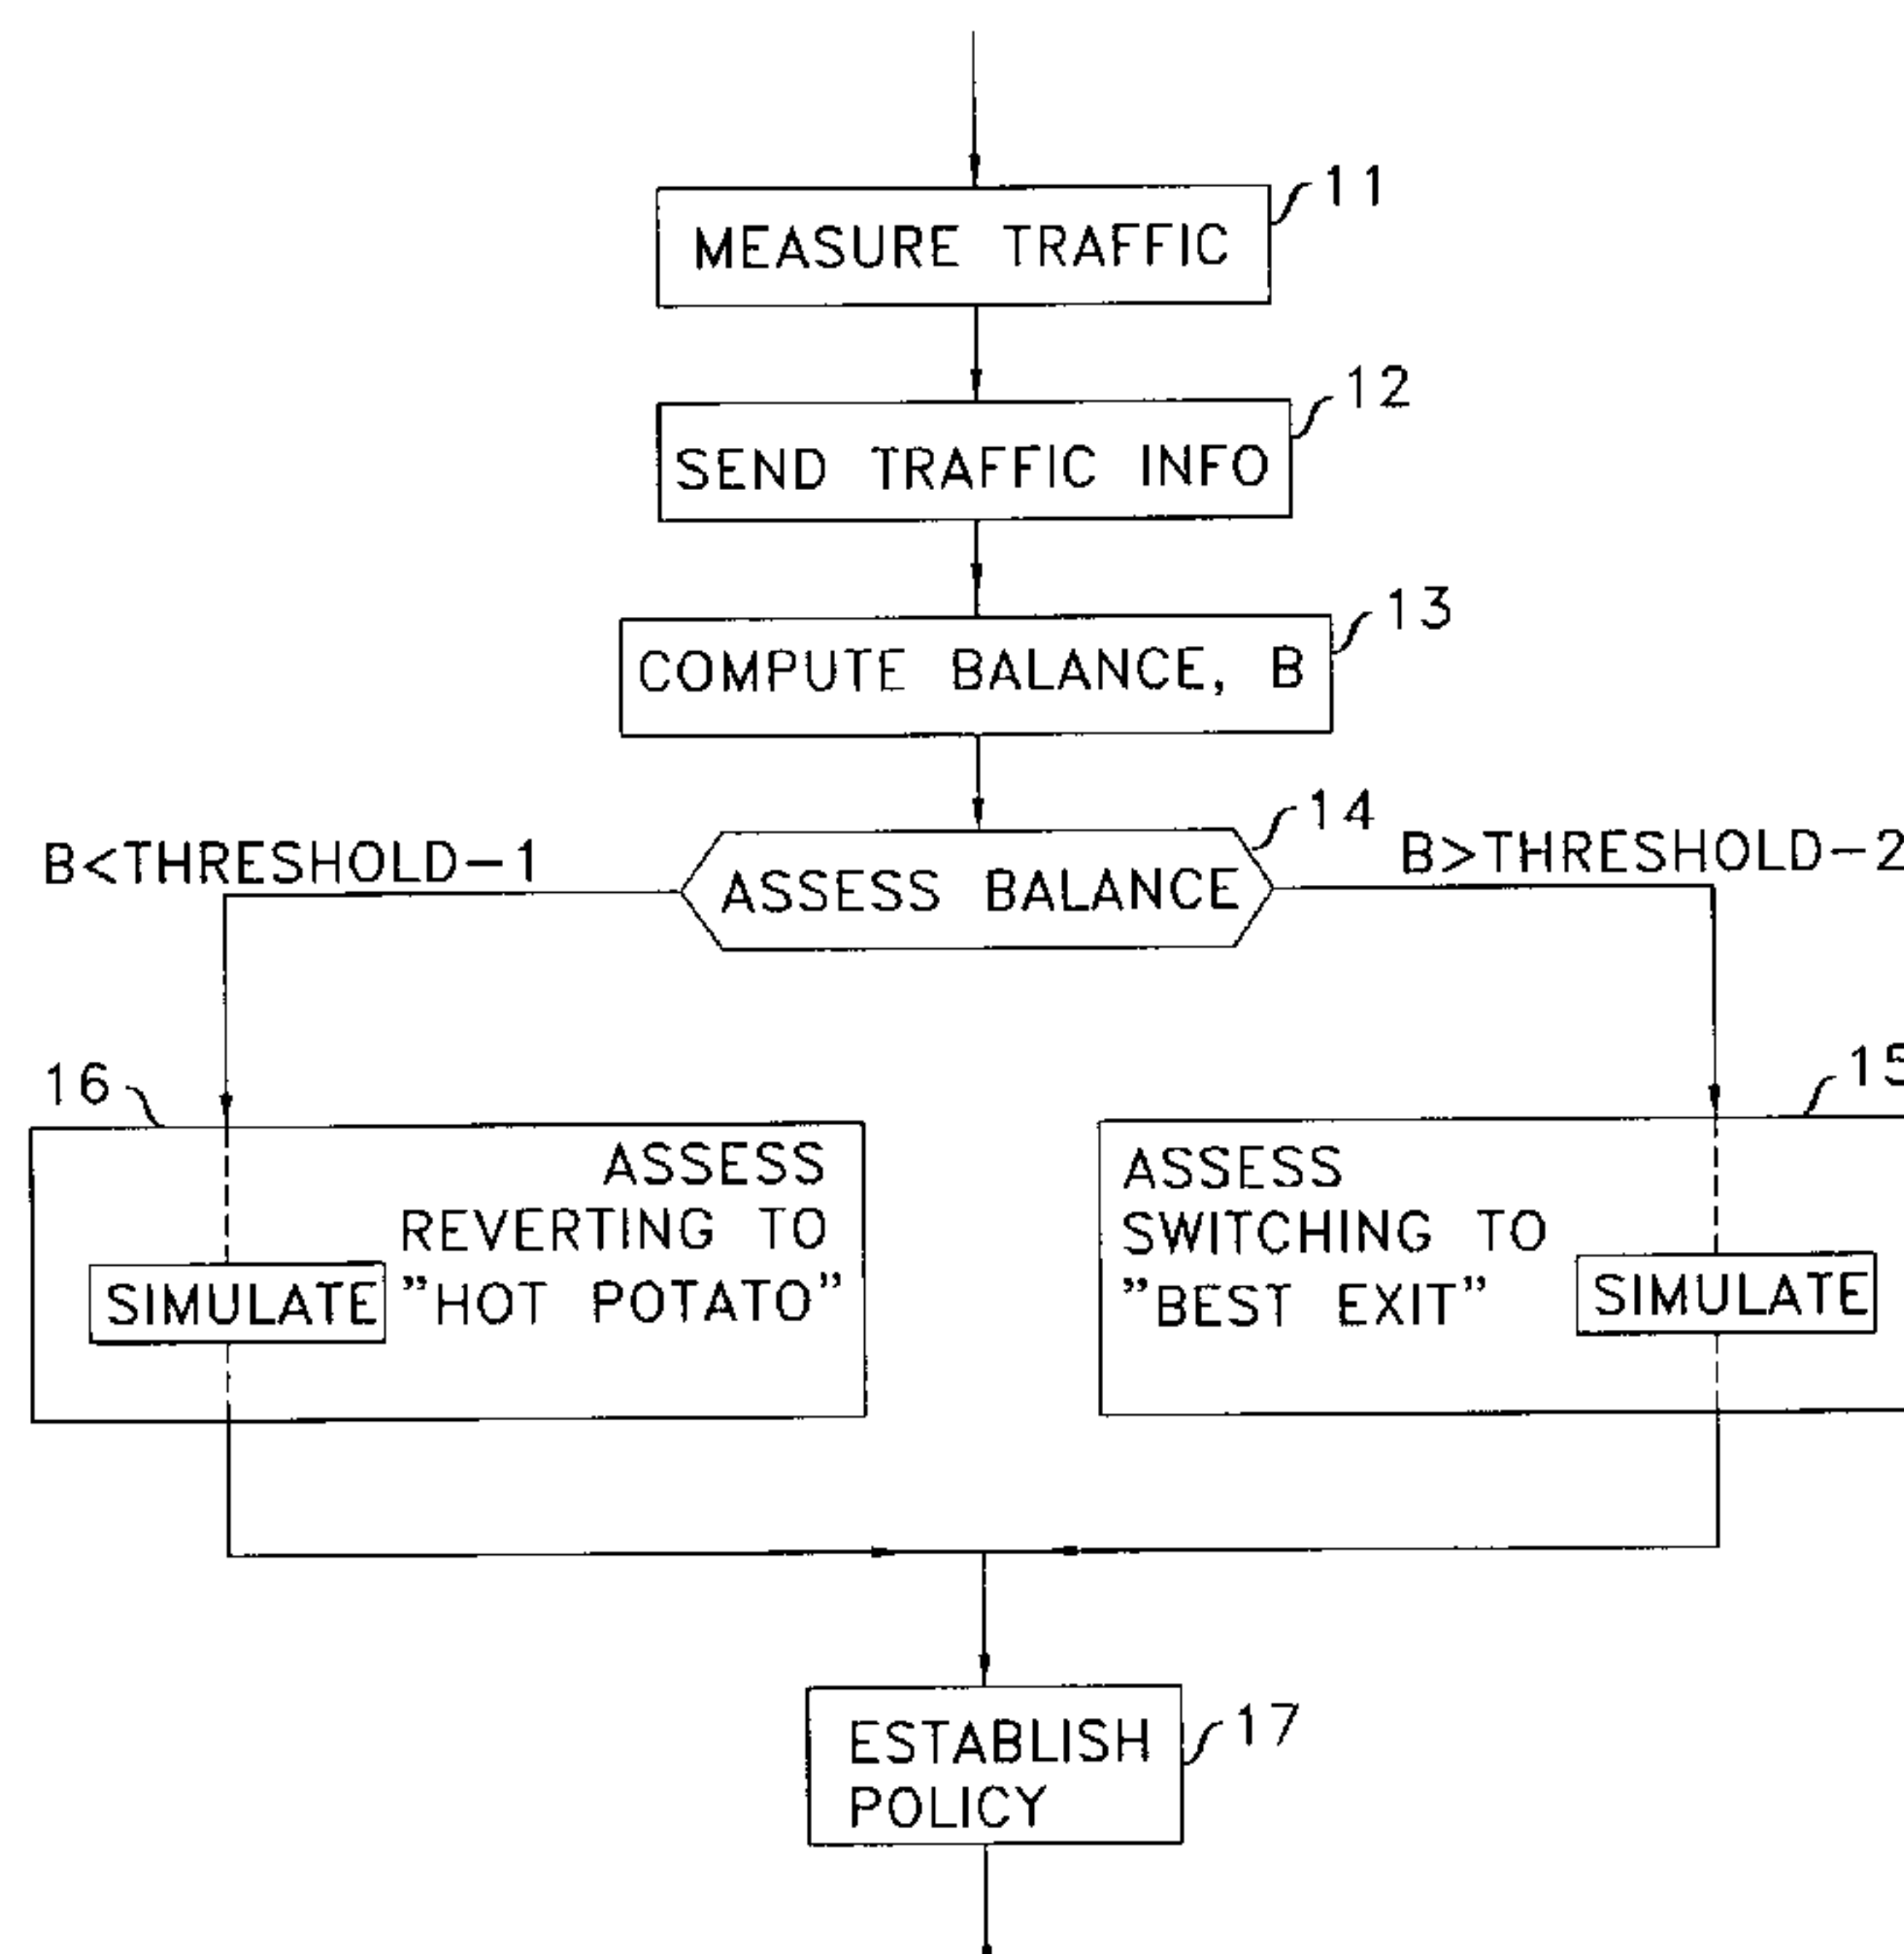 11
MEASURE TRAFFIC
12
SEND TRAFFIC INFO
13
COMPUTE BALANCE, B
14
B<THRESHOLD-1
B>THRESHOLD-2
ASSESS BALANCE
16
15
ASSESS
REVERTING TO
"HOT POTATO"
SIMULATE
ASSESS
SWITCHING TO
"BEST EXIT"
SIMULATE
17
ESTABLISH
POLICY